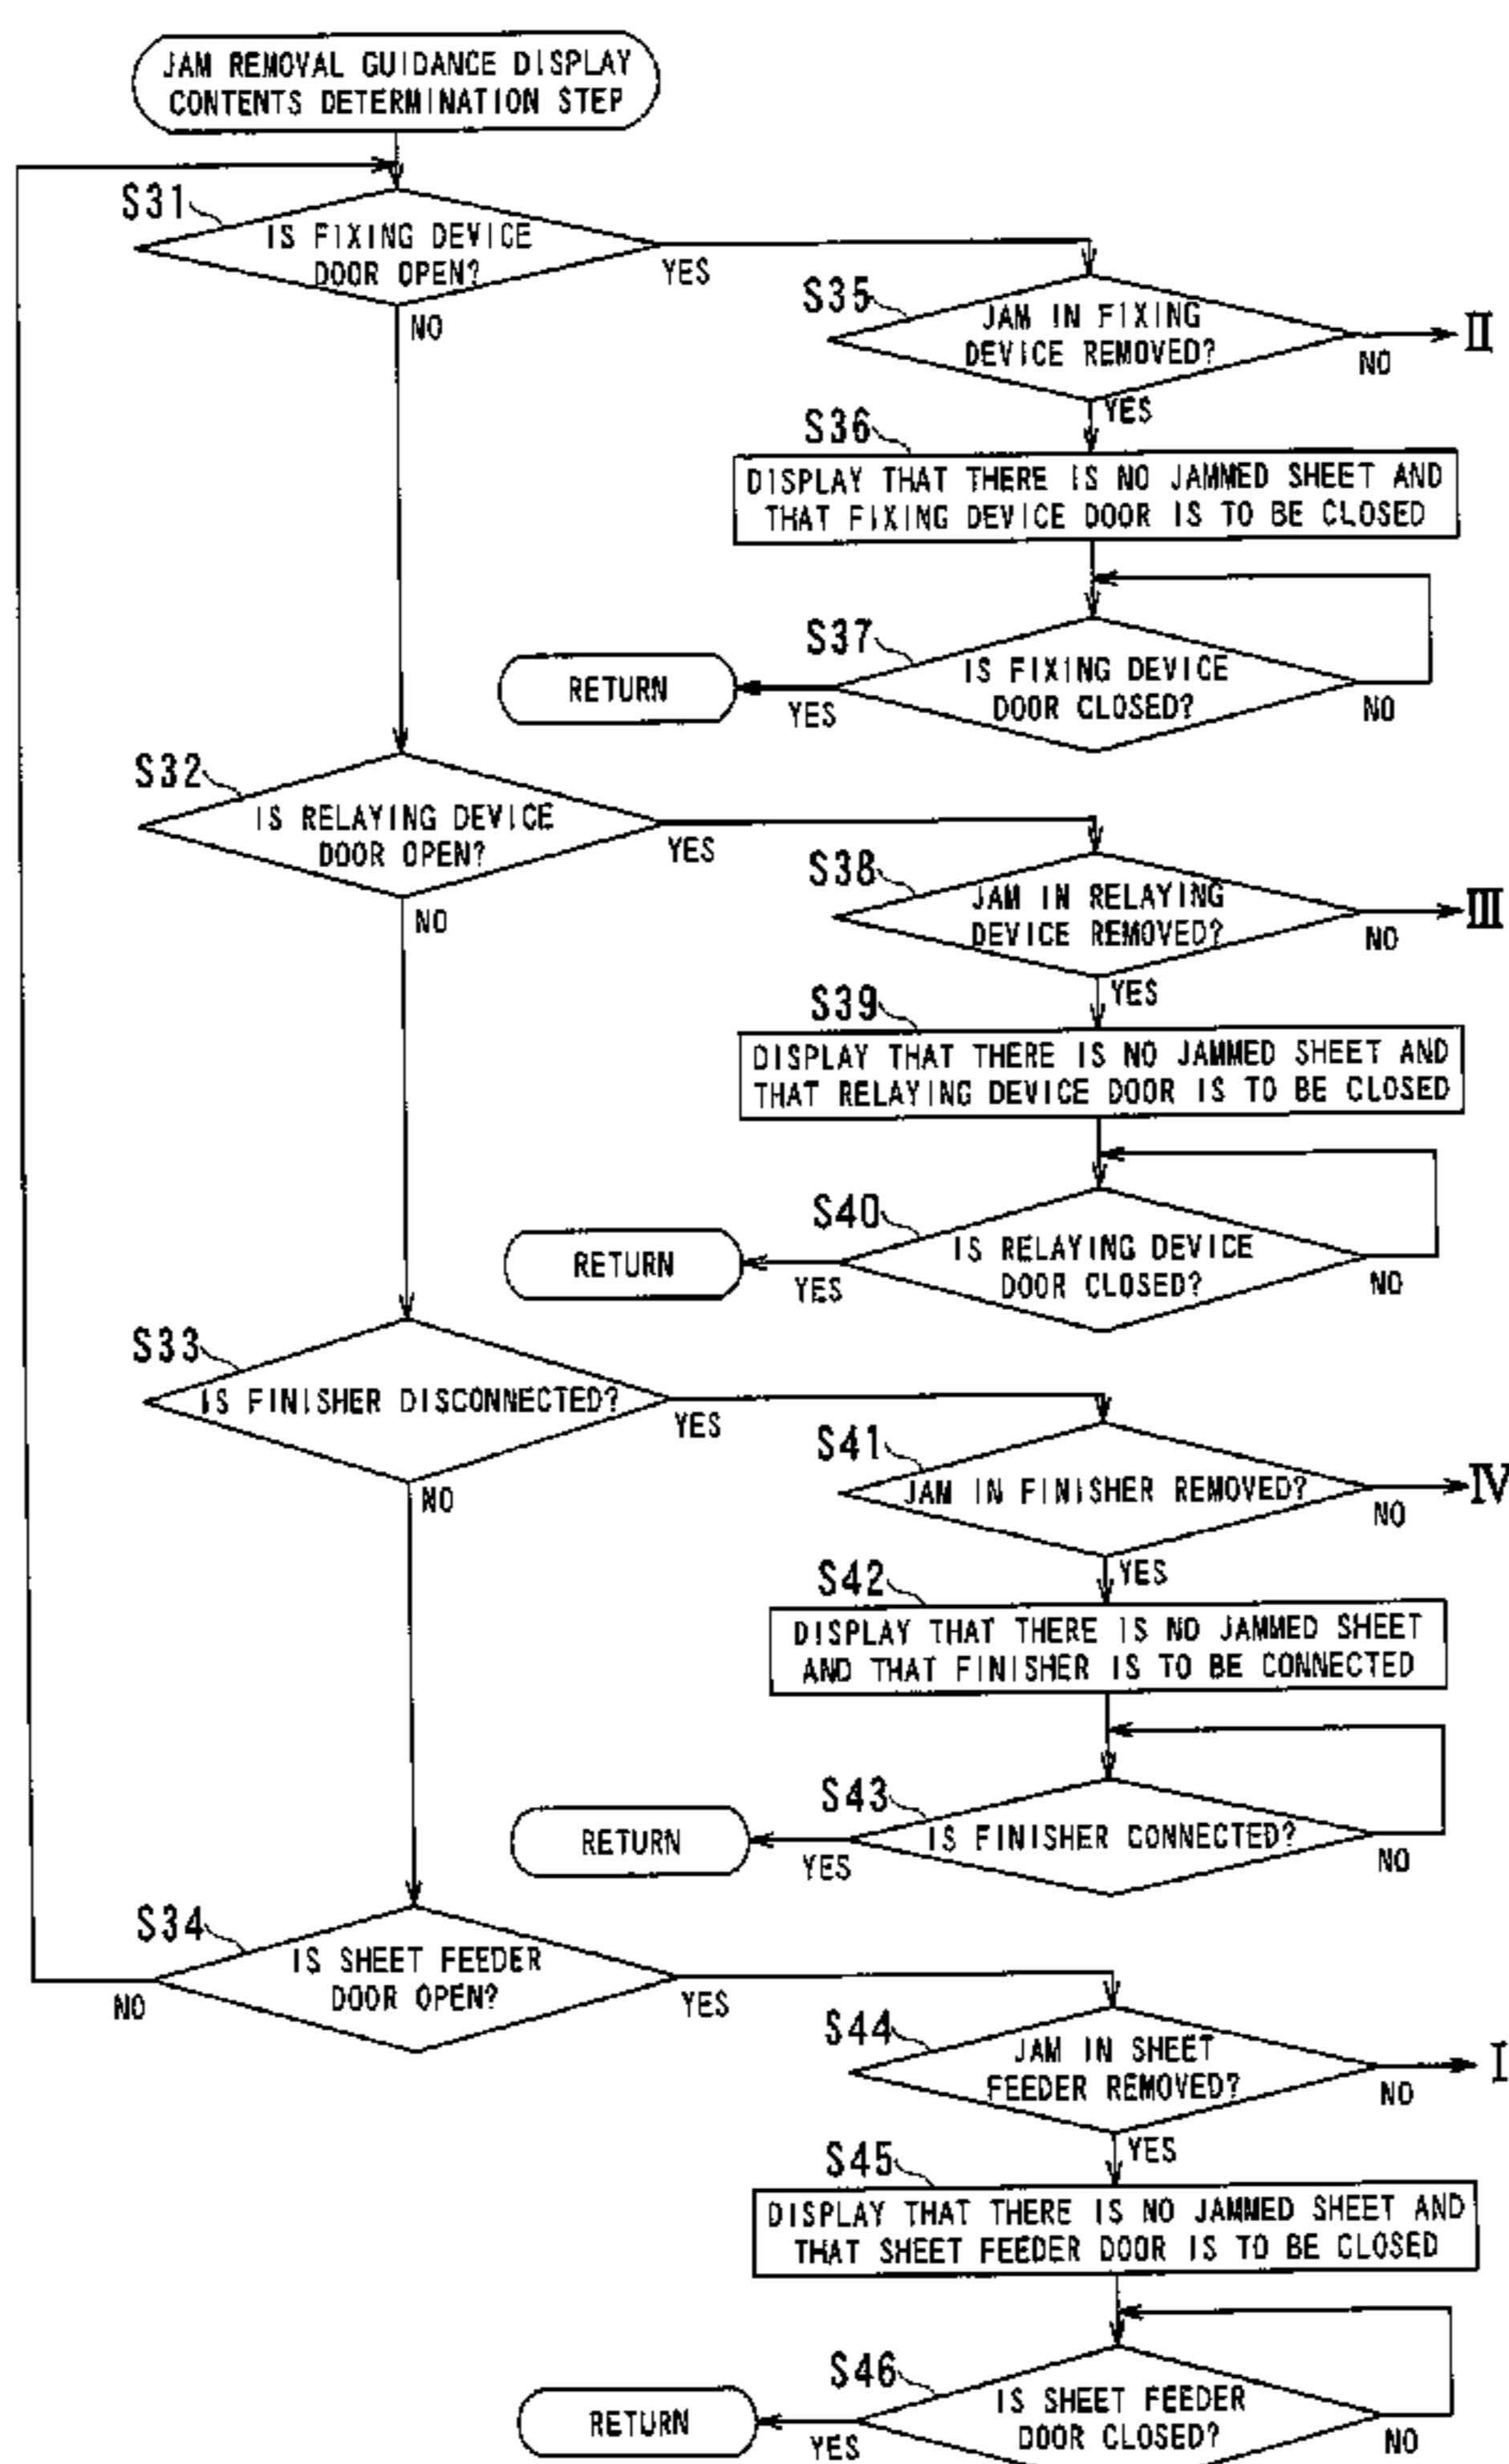 JAM REMOVAL GUIDANCE DISPLAY
CONTENTS DETERMINATION STEP
S31
IS FIXING DEVICE
DOOR OPEN?
YES
NO
S35
JAM IN FIXING
DEVICE REMOVED?
NO
II
YES
S36
DISPLAY THAT THERE IS NO JAMMED SHEET AND
THAT FIXING DEVICE DOOR IS TO BE CLOSED
S37
IS FIXING DEVICE
DOOR CLOSED?
NO
YES
RETURN
S32
IS RELAYING DEVICE
DOOR OPEN?
YES
NO
S38
JAM IN RELAYING
DEVICE REMOVED?
NO
III
YES
S39
DISPLAY THAT THERE IS NO JAMMED SHEET AND
THAT RELAYING DEVICE DOOR IS TO BE CLOSED
S40
IS RELAYING DEVICE
DOOR CLOSED?
NO
YES
RETURN
S33
IS FINISHER DISCONNECTED?
YES
NO
S41
JAM IN FINISHER REMOVED?
NO
IV
YES
S42
DISPLAY THAT THERE IS NO JAMMED SHEET
AND THAT FINISHER IS TO BE CONNECTED
S43
IS FINISHER CONNECTED?
NO
YES
RETURN
S34
IS SHEET FEEDER
DOOR OPEN?
NO
YES
S44
JAM IN SHEET
FEEDER REMOVED?
NO
I
YES
S45
DISPLAY THAT THERE IS NO JAMMED SHEET AND
THAT SHEET FEEDER DOOR IS TO BE CLOSED
S46
IS SHEET FEEDER
DOOR CLOSED?
NO
YES
RETURN